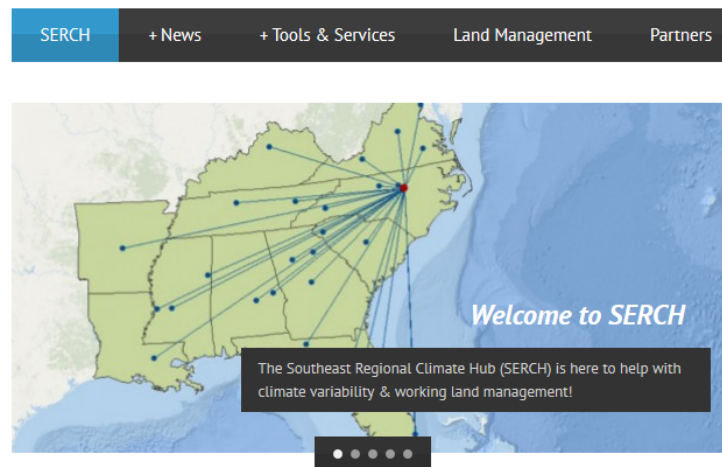 SERCH
+ News
+ Tools & Services
Land Management
Partners
Welcome to SERCH
The Southeast Regional Climate Hub (SERCH) is here to help with
climate variability & working land management!